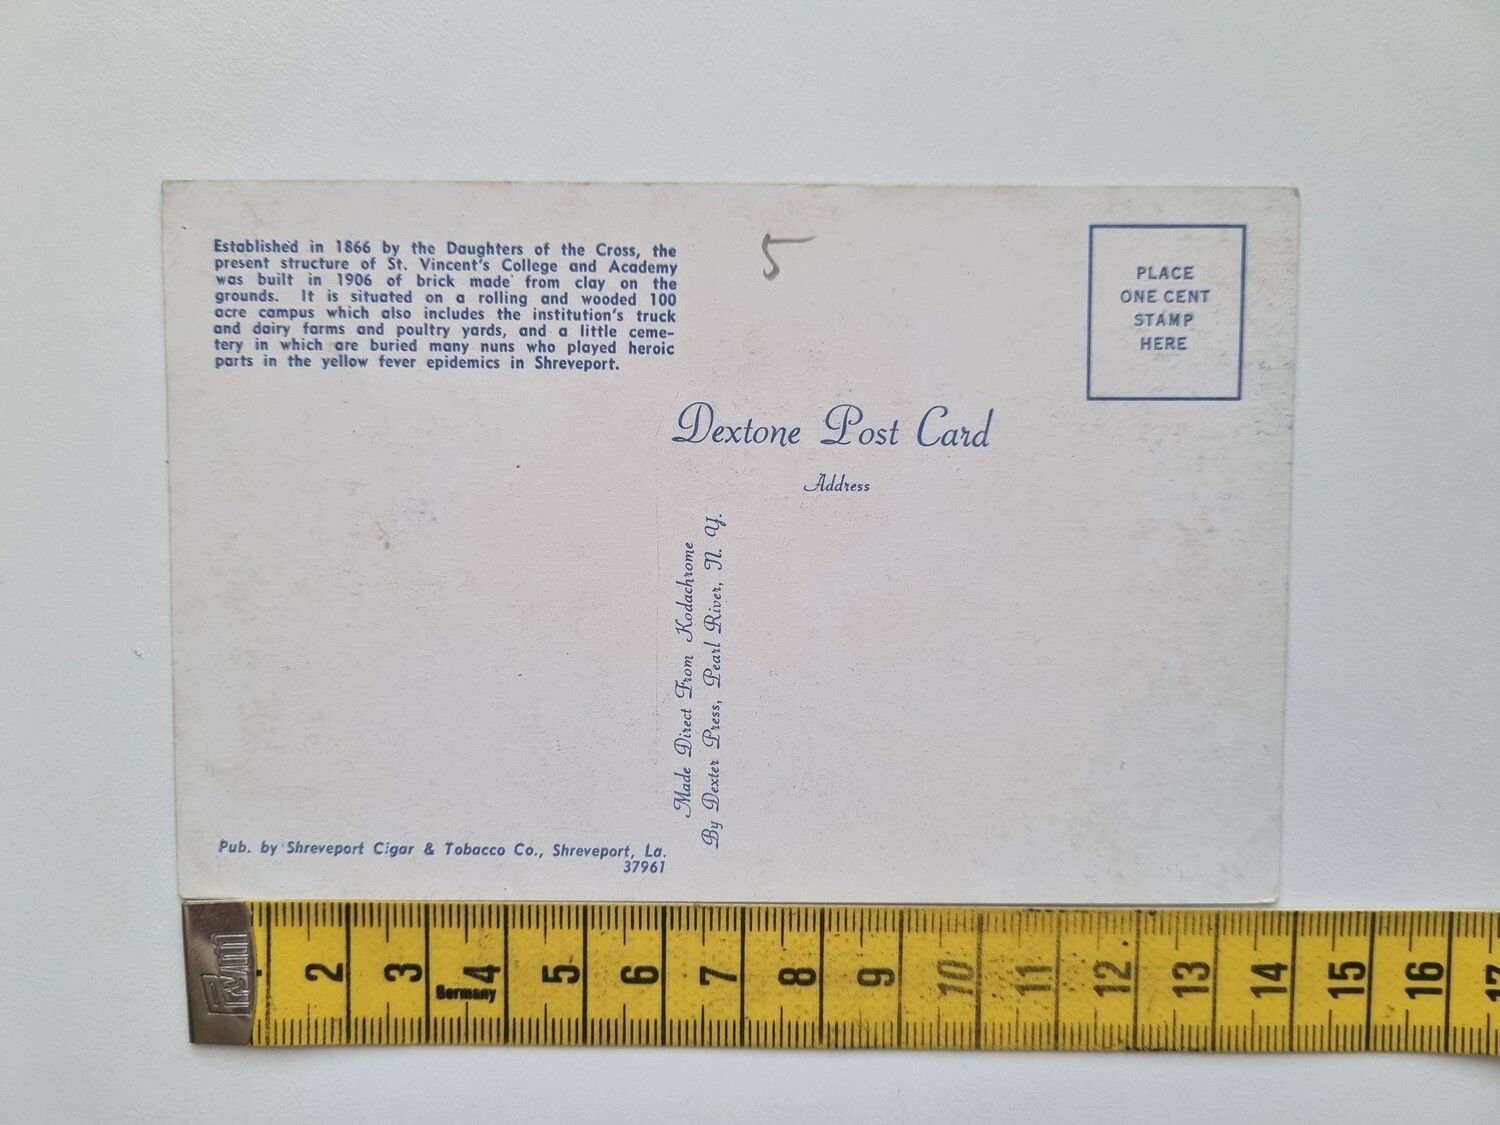 Established in 1866 by the Daughters of the Cross, the
present structure of St. Vincent's College and Academy
was built in 1906 of brick made from clay on the
grounds. It is situated on a rolling and wooded 100
acre campus which also includes the institution's truck
and dairy farms and poultry yards, and a little ceme-
tery in which are buried many nuns who played heroic
parts in the yellow fever epidemics in Shreveport.
5
PLACE
ONE CENT
STAMP
HERE
Dextone Post Card
Address
Made Direct From Kodachrome
By Dexter Press, Pearl River, N. Y.
Pub. by Shreveport Cigar & Tobacco Co., Shreveport, La.
37961
Prym 2 3 4 5 6 7 8 9 10 11 12 13 14 15 16 17
Germany